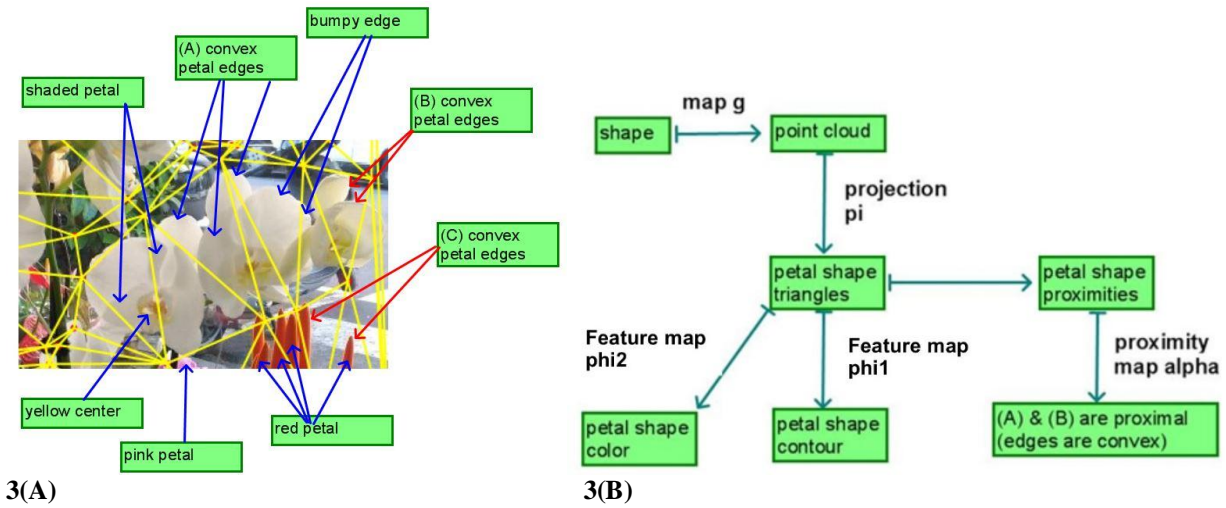 bumpy edge
(A) convex
petal edges
shaded petal
(B) convex
petal edges
(C) convex
petal edges
yellow center
pink petal
red petal
3(A)
map g
shape
point cloud
projection
pi
petal shape
triangles
petal shape
proximities
Feature map
phi2
Feature map
phi1
proximity
map alpha
petal shape
color
petal shape
contour
(A) & (B) are proximal
(edges are convex)
3(B)